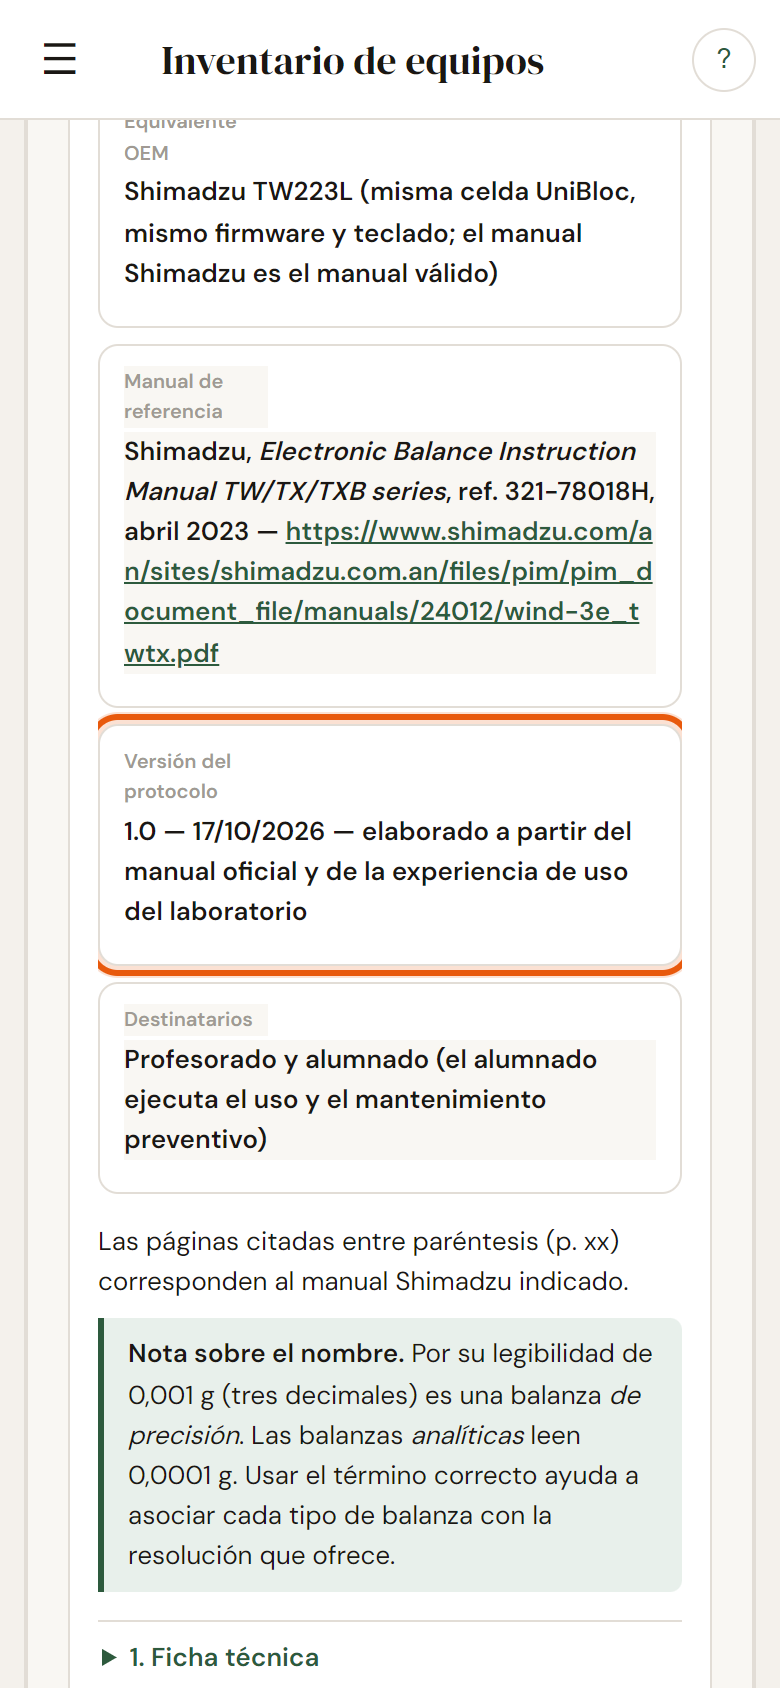 Inventario de equipos
?
Equivalente
OEM
Shimadzu TW223L (misma celda UniBloc,
mismo firmware y teclado; el manual
Shimadzu es el manual válido)
Manual de
referencia
Shimadzu, Electronic Balance Instruction
Manual TW/TX/TXB series, ref. 321-78018H,
abril 2023 — https://www.shimadzu.com/a
n/sites/shimadzu.com.an/files/pim/pim_d
ocument_file/manuals/24012/wind-3e_t
wtx.pdf
Versión del
protocolo
1.0 — 17/10/2026 — elaborado a partir del
manual oficial y de la experiencia de uso
del laboratorio
Destinatarios
Profesorado y alumnado (el alumnado
ejecuta el uso y el mantenimiento
preventivo)
Las páginas citadas entre paréntesis (p. xx)
corresponden al manual Shimadzu indicado.
Nota sobre el nombre. Por su legibilidad de
0,001 g (tres decimales) es una balanza de
precisión. Las balanzas analíticas leen
0,0001 g. Usar el término correcto ayuda a
asociar cada tipo de balanza con la
resolución que ofrece.
1. Ficha técnica